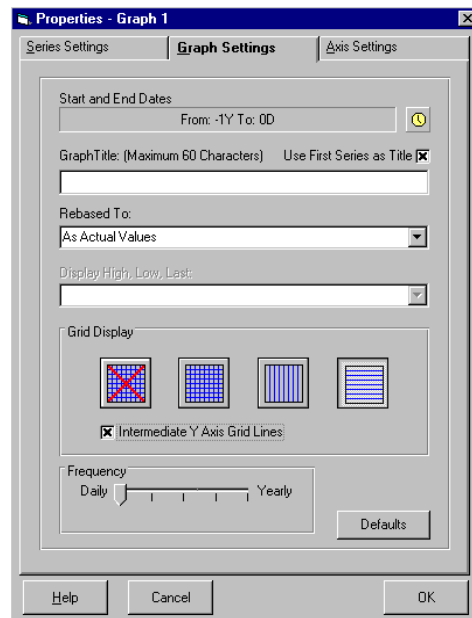 Properties - Graph 1
Series Settings
Graph Settings
Axis Settings
Start and End Dates
From: -1Y To: 0D
GraphTitle: (Maximum 60 Characters) Use First Series as Title
Rebased To:
As Actual Values
Display High, Low, Last:
Grid Display
Intermediate Y Axis Grid Lines
Frequency
Daily Yearly
Defaults
Help Cancel OK